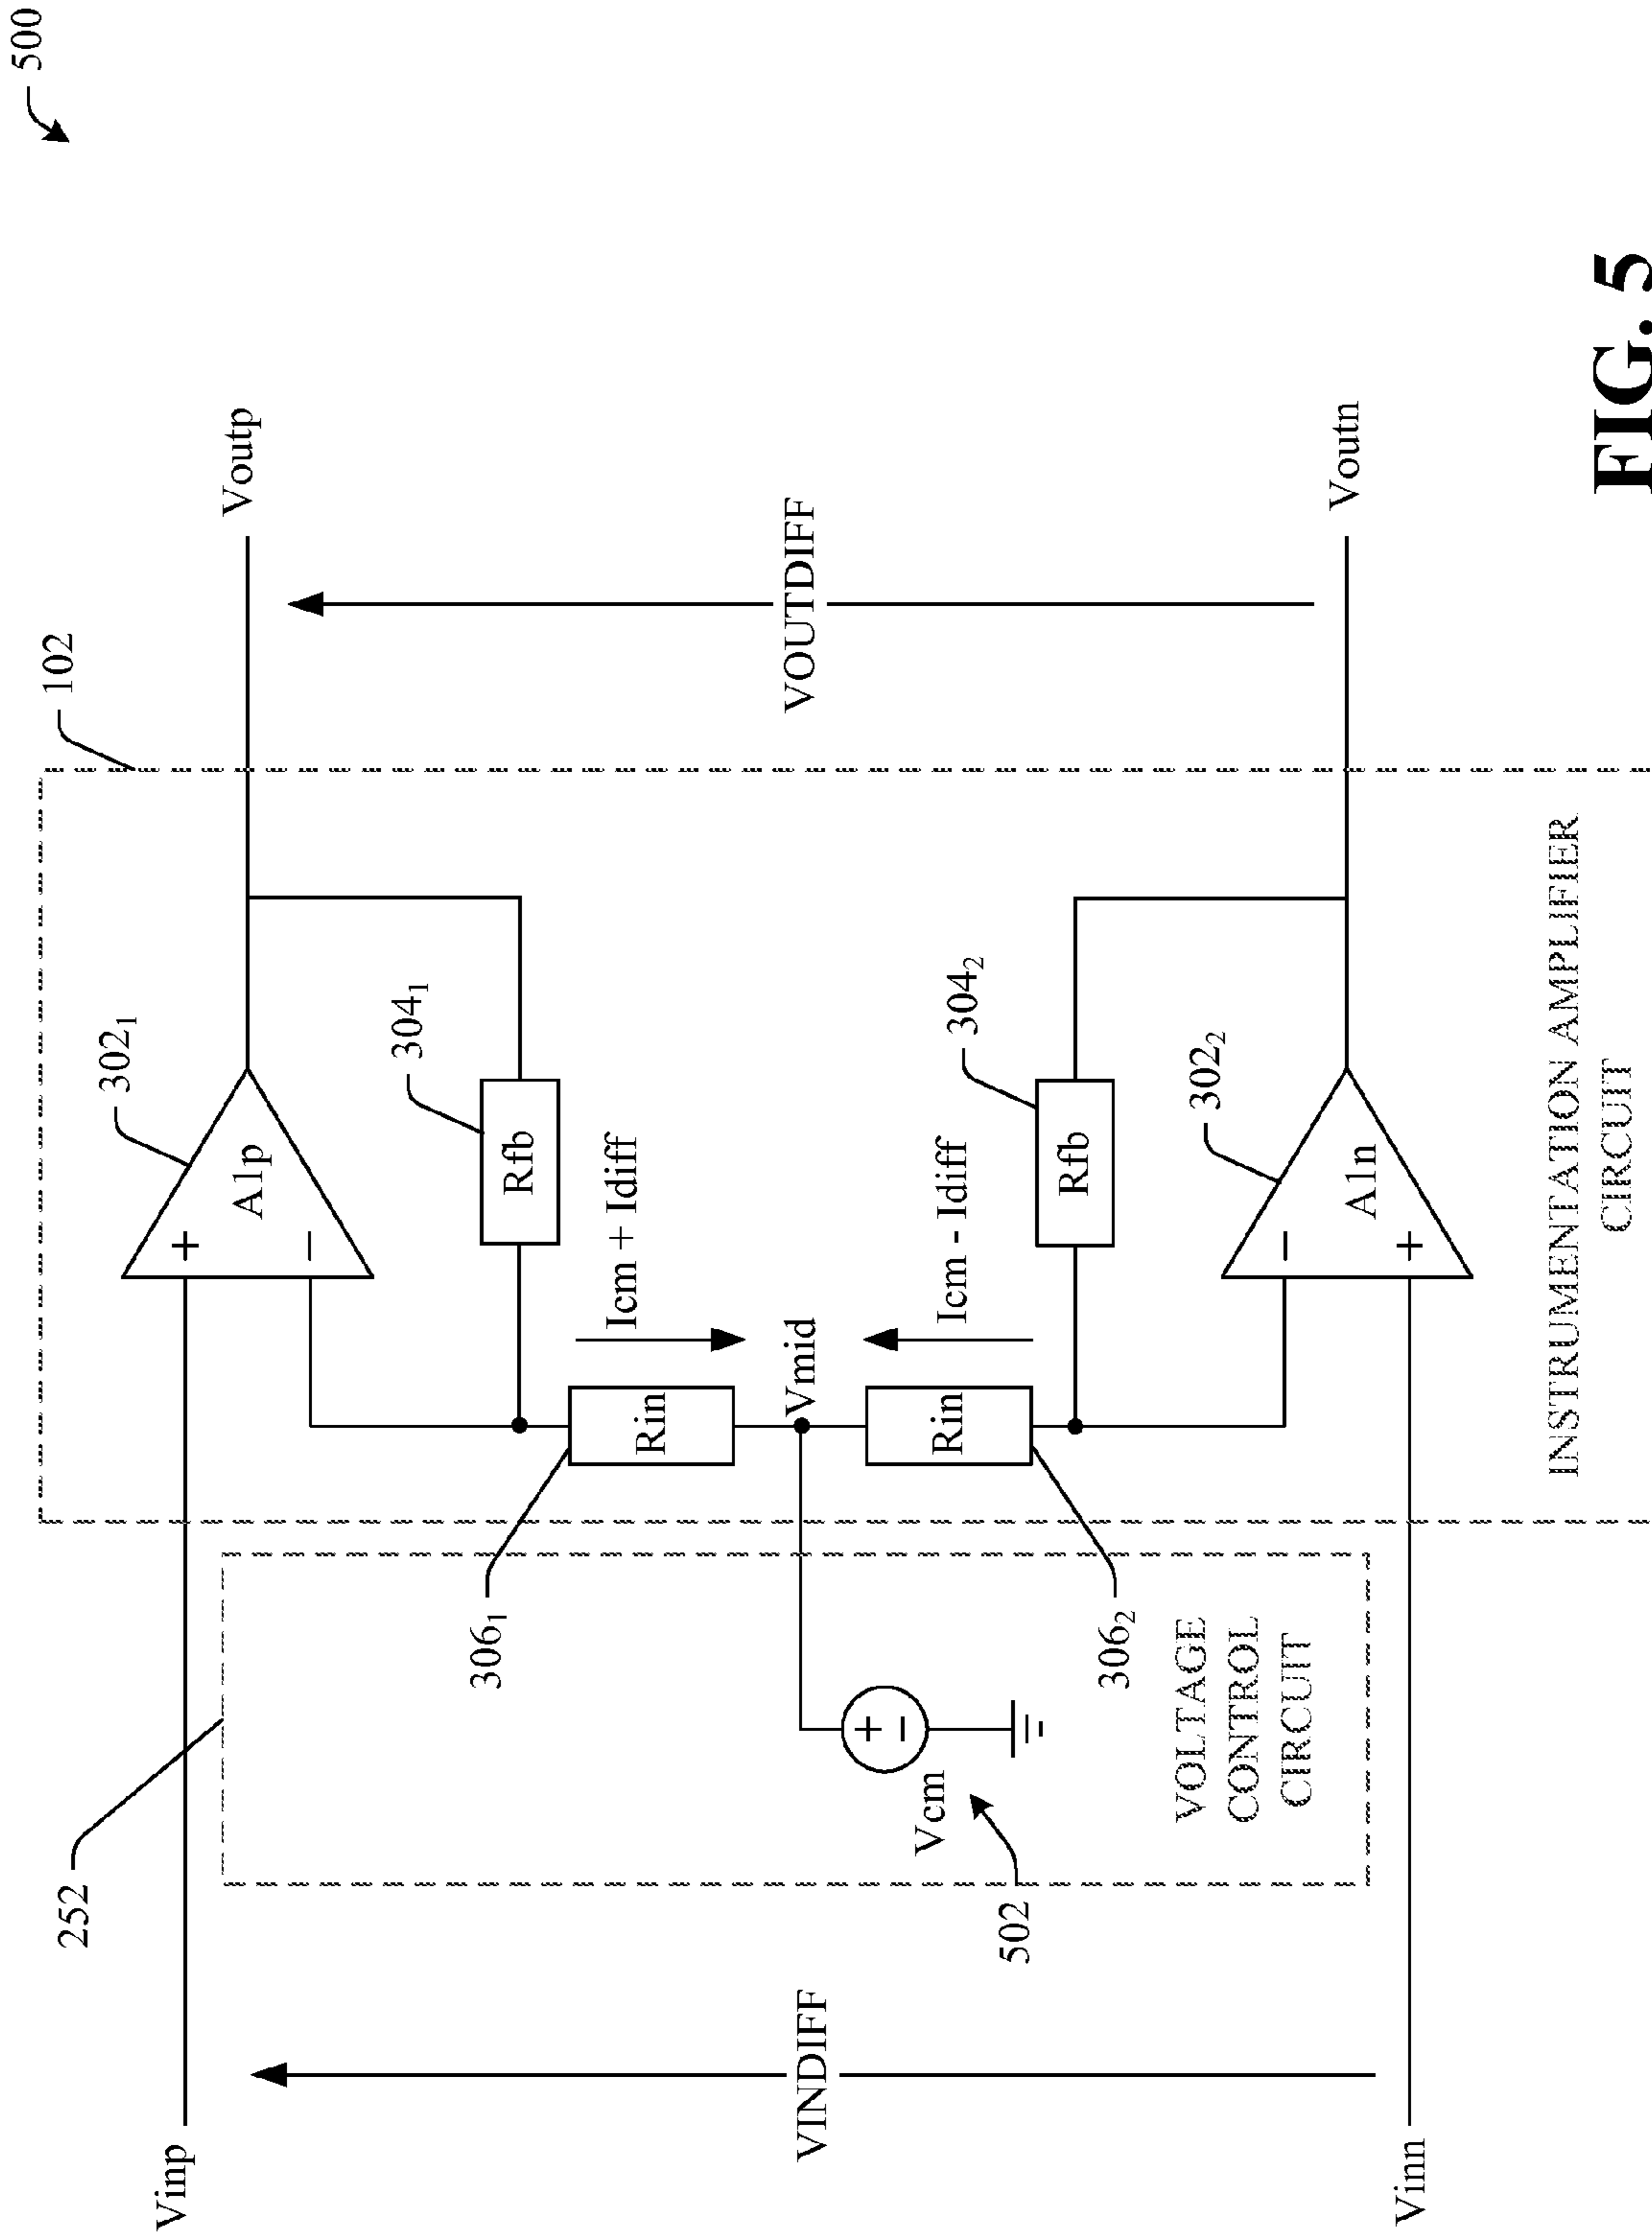 500
102
302₁
Voutp
Vinp
+
A1p
−
252
304₁
Rfb
306₁
Rin
Icm + Idiff
VINDIFF
Vmid
VOUTDIFF
+
−
Vcm
502
Rin
Icm - Idiff
304₂
Rfb
306₂
VOLTAGE
CONTROL
CIRCUIT
302₂
−
A1n
+
Vinn
Voutn
INSTRUMENTATION AMPLIFIER
CIRCUIT
FIG. 5